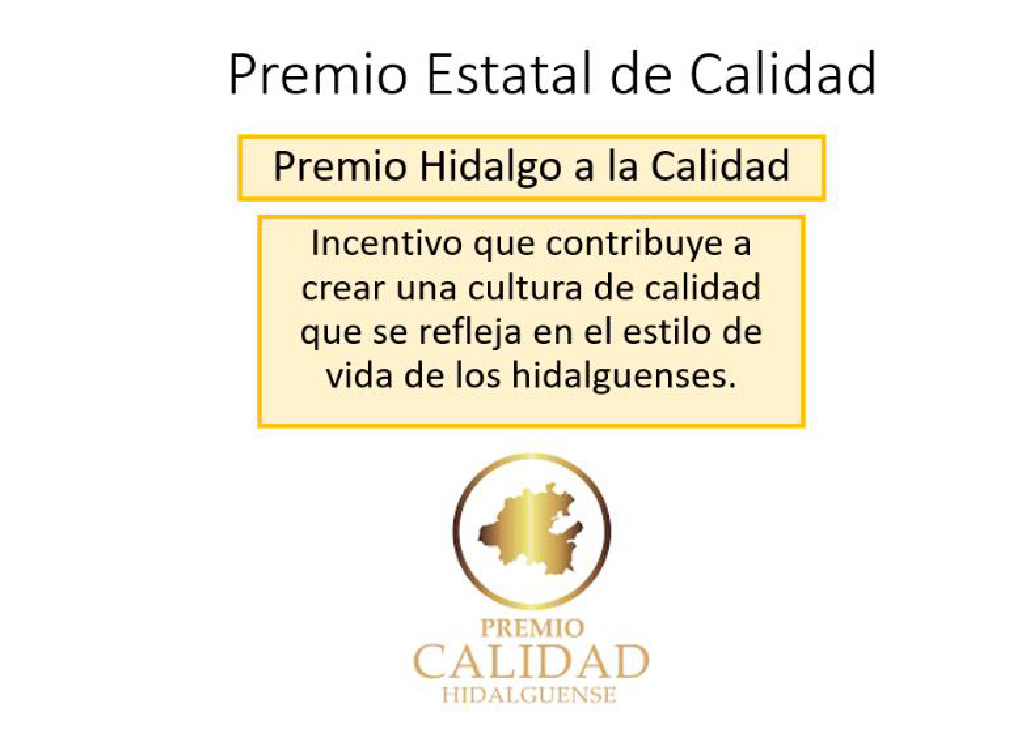 Premio Estatal de Calidad
Premio Hidalgo a la Calidad
Incentivo que contribuye a
crear una cultura de calidad
que se refleja en el estilo de
vida de los hidalguenses.
PREMIO
CALIDAD
HIDALGUENSE